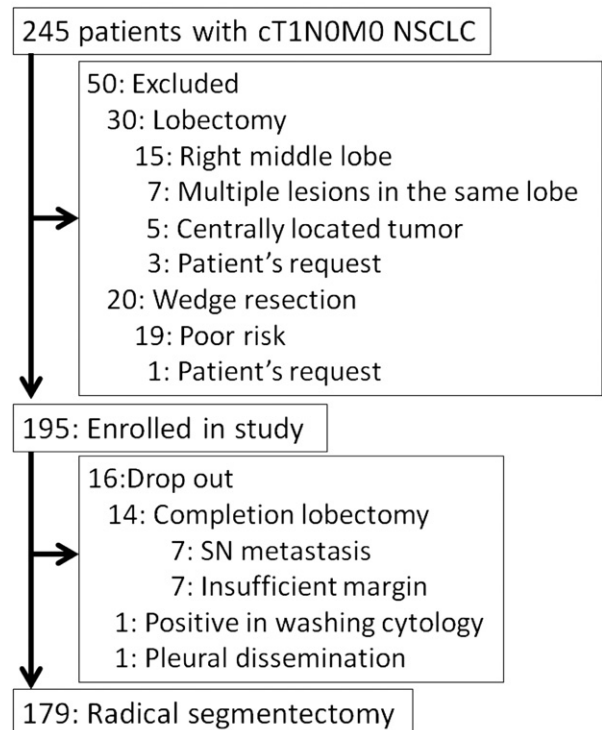 245 patients with cT1N0M0 NSCLC
50: Excluded
30: Lobectomy
15: Right middle lobe
7: Multiple lesions in the same lobe
5: Centrally located tumor
3: Patient’s request
20: Wedge resection
19: Poor risk
1: Patient’s request
195: Enrolled in study
16:Drop out
14: Completion lobectomy
7: SN metastasis
7: Insufficient margin
1: Positive in washing cytology
1: Pleural dissemination
179: Radical segmentectomy